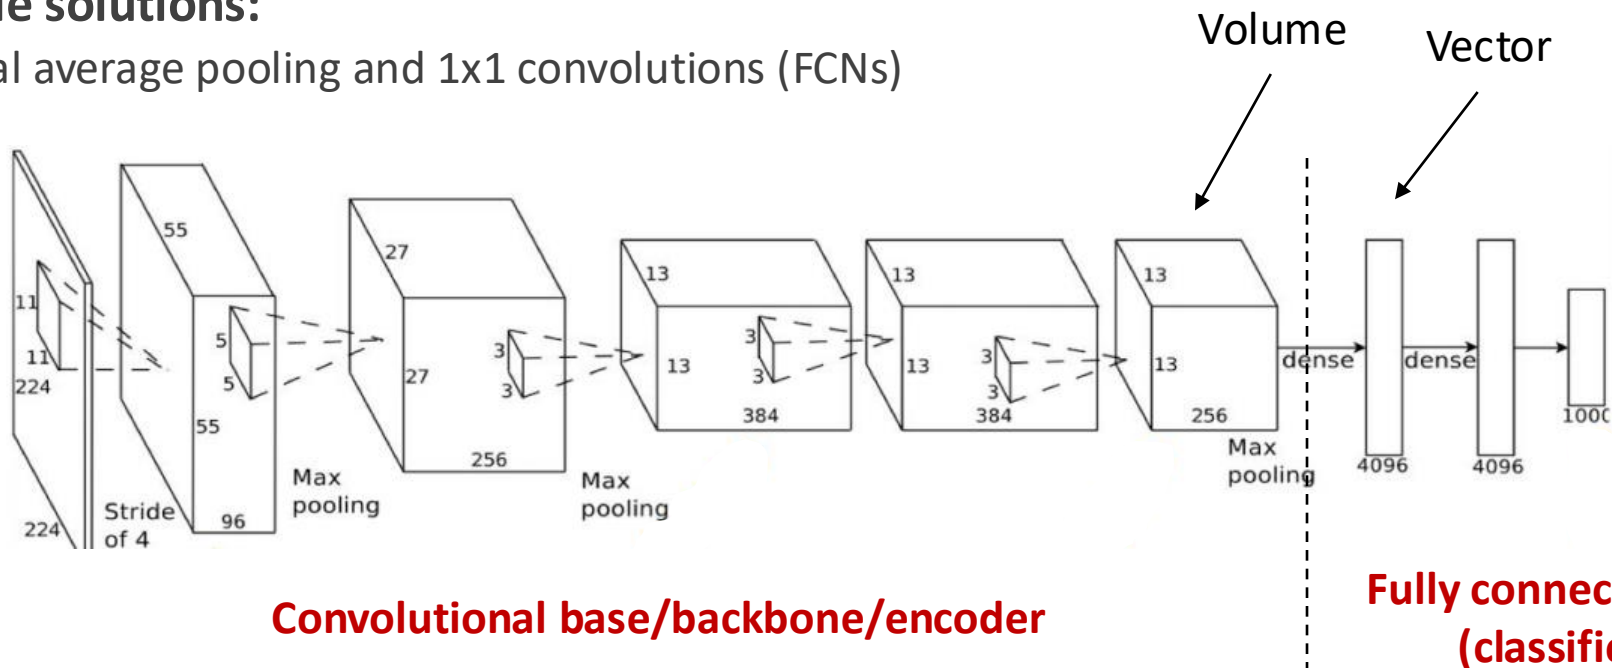 le solutions:
al average pooling and 1x1 convolutions (FCNs)
Volume
Vector
11
11
224
224
Stride
of 4
55
55
96
5
5
Max
pooling
27
27
256
3
3
Max
pooling
13
13
384
3
3
13
13
384
3
3
13
13
256
Max
pooling
dense
4096
dense
4096
1000
Convolutional base/backbone/encoder
Fully connec
(classific